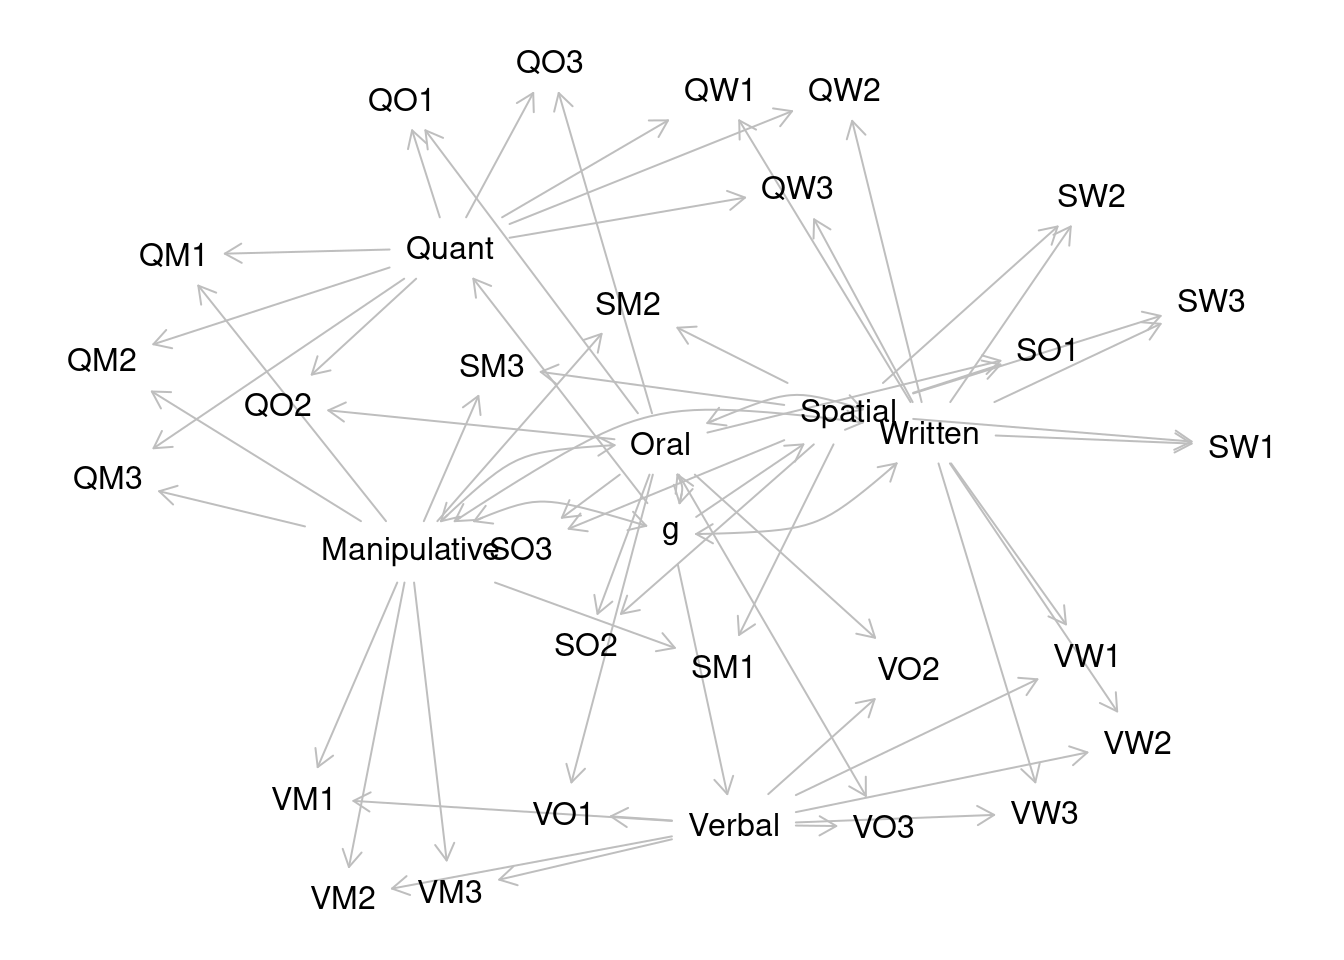 QO3
QW1
QW2
QO1
QW3
SW2
Quant
QM1
SM2
SW3
SO1
QM2
SM3
QO2
Spatial
Written
Oral
SW1
QM3
g
Manipulative
SO3
SO2
VW1
SM1
VO2
VW2
VM1
VO1
VW3
Verbal
VO3
VM3
VM2